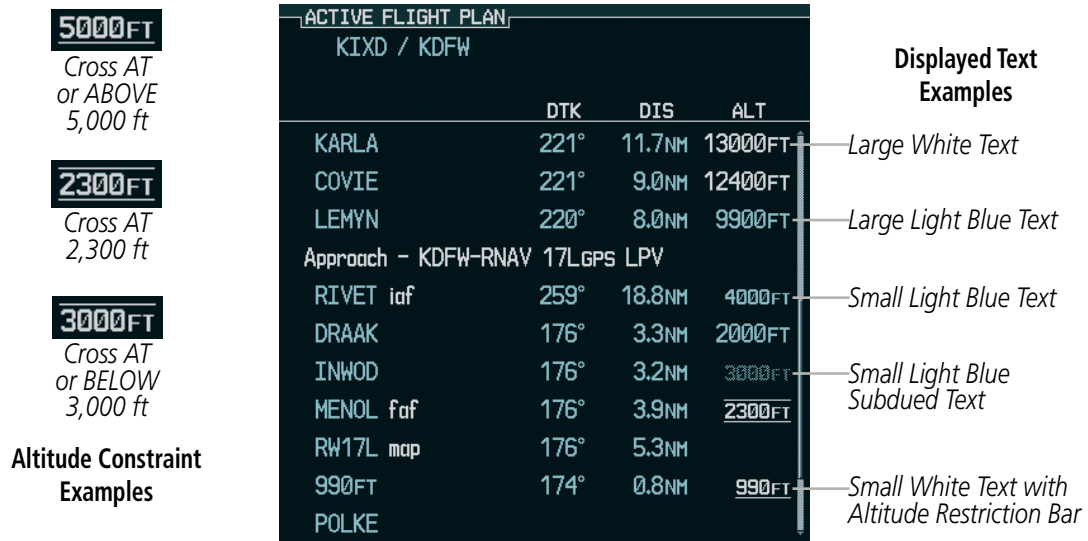 5000FT
Cross AT
or ABOVE
5,000 ft
2300FT
Cross AT
2,300 ft
3000FT
Cross AT
or BELOW
3,000 ft
Altitude Constraint
Examples
ACTIVE FLIGHT PLAN
KIXD / KDFW
DTK DIS ALT
KARLA 221° 11.7NM 13000FT
COVIE 221° 9.0NM 12400FT
LEMYN 220° 8.0NM 9900FT
Approach - KDFW-RNAV 17LGPS LPV
RIVET iaf 259° 18.8NM 4000FT
DRAAK 176° 3.3NM 2000FT
INWOD 176° 3.2NM 3000FT
MENOL faf 176° 3.9NM 2300FT
RW17L map 176° 5.3NM
990FT 174° 0.8NM 990FT
POLKE
Displayed Text
Examples
Large White Text
Large Light Blue Text
Small Light Blue Text
Small Light Blue
Subdued Text
Small White Text with
Altitude Restriction Bar